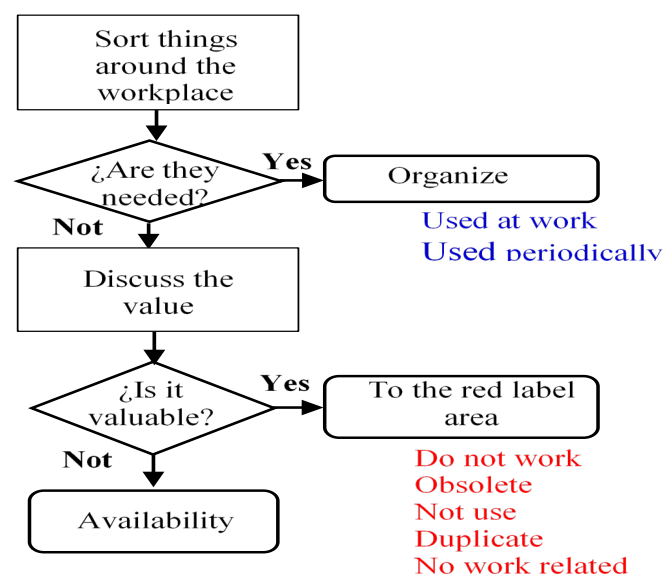 Sort things
around the
workplace
¿Are they
needed?
Yes
Organize
Not
Used at work
Used periodically
Discuss the
value
¿Is it
valuable?
Yes
To the red label
area
Not
Do not work
Obsolete
Not use
Duplicate
No work related
Availability